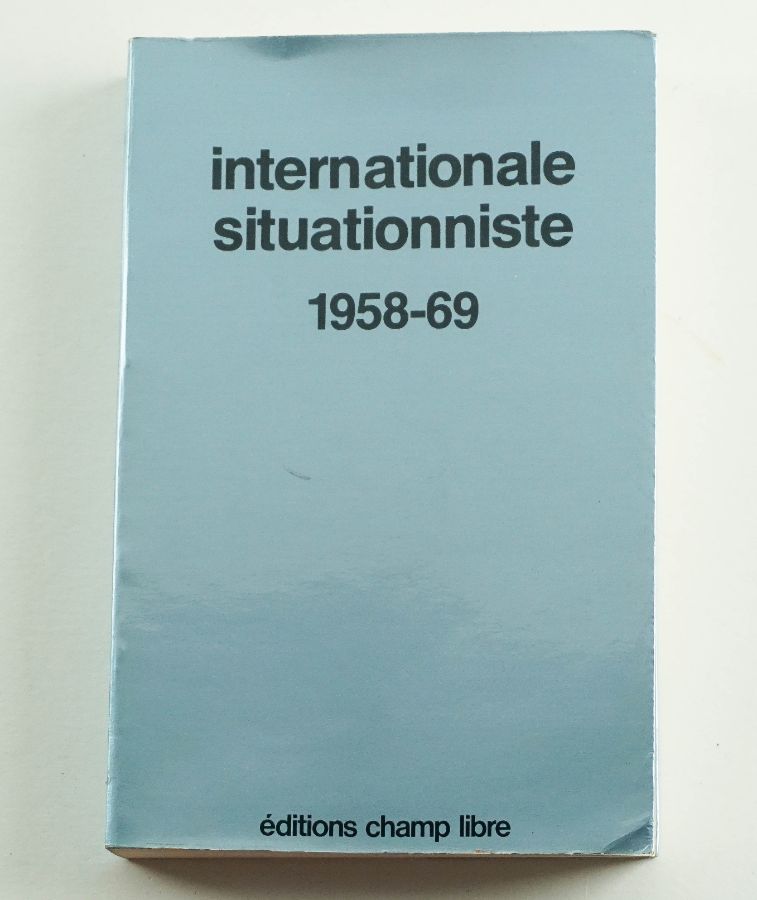 internationale
situationniste
1958-69
éditions champ libre